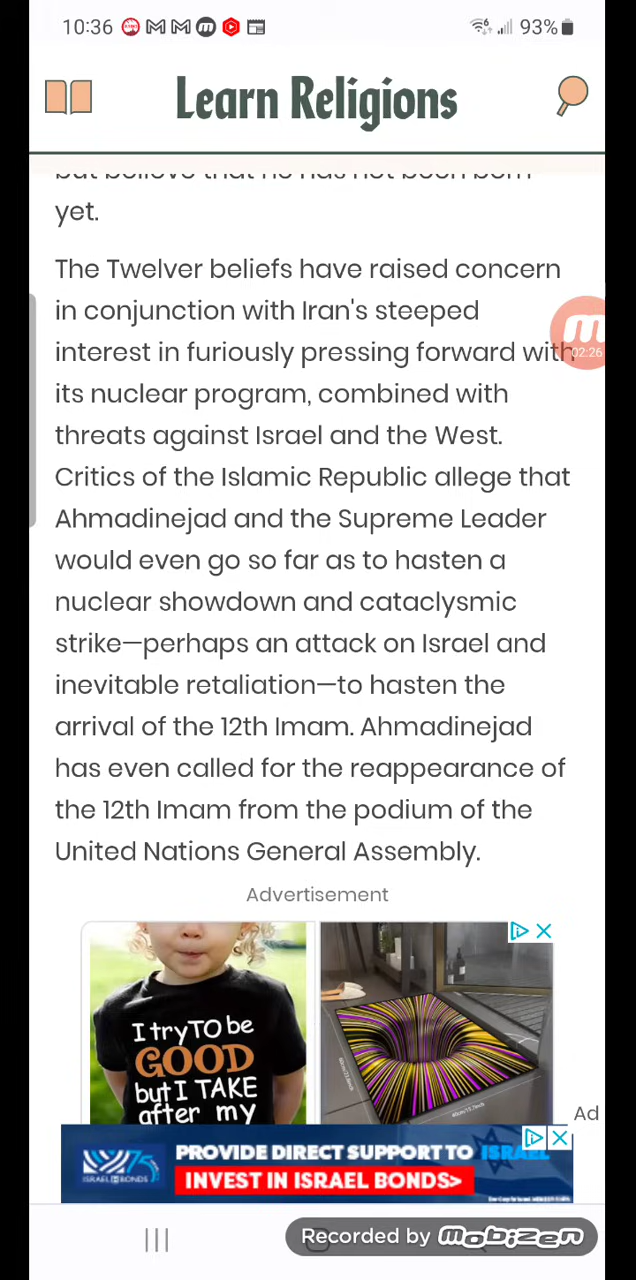 10:36
93%
Learn Religions
yet.
The Twelver beliefs have raised concern
in conjunction with Iran's steeped
interest in furiously pressing forward with
02:26
its nuclear program, combined with
threats against Israel and the West.
Critics of the Islamic Republic allege that
Ahmadinejad and the Supreme Leader
would even go so far as to hasten a
nuclear showdown and cataclysmic
strike—perhaps an attack on Israel and
inevitable retaliation—to hasten the
arrival of the 12th Imam. Ahmadinejad
has even called for the reappearance of
the 12th Imam from the podium of the
United Nations General Assembly.
Advertisement
I try TO be
GOOD
but I TAKE
after my
Ad
75
ISRAEL BONDS
PROVIDE DIRECT SUPPORT TO ISRAEL
INVEST IN ISRAEL BONDS>
Recorded by mobizen